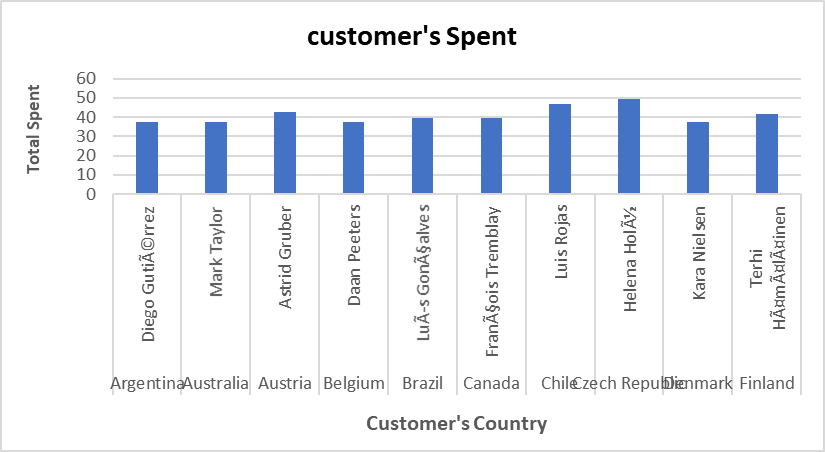 customer's Spent
Total Spent
60
50
40
30
20
10
0
Diego GutiÃ©rrez
Mark Taylor
Astrid Gruber
Daan Peeters
LuÃ­s GonÃ§alves
FranÃ§ois Tremblay
Luis Rojas
Helena HolÃ½
Kara Nielsen
Terhi
HÃ¤mÃ¤lÃ¤inen
Argentina
Australia
Austria
Belgium
Brazil
Canada
Chile
Czech Republic
Denmark
Finland
Customer's Country